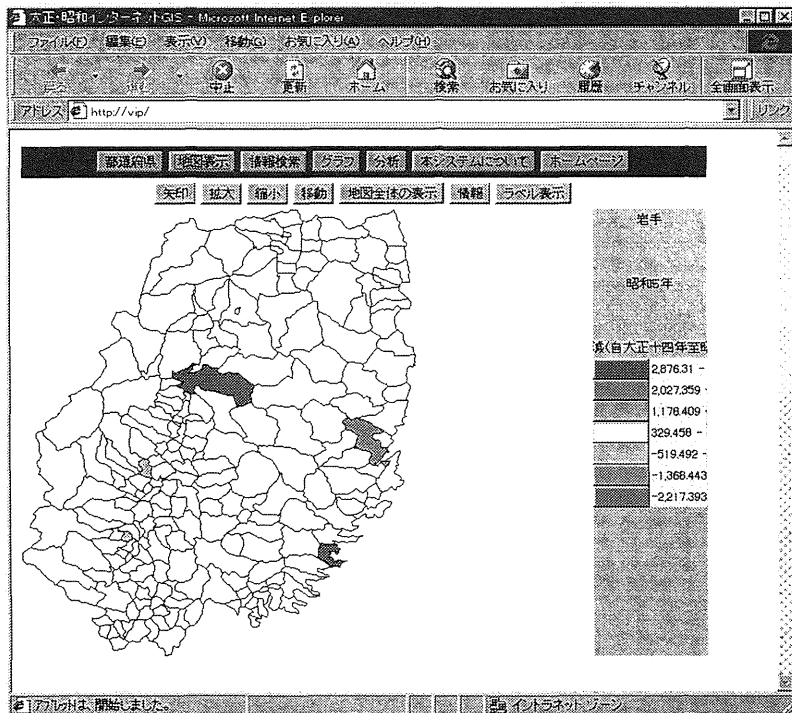 大正・昭和インターネットGIS - Microsoft Internet Explorer
ファイル(F) 編集(E) 表示(V) 移動(G) お気に入り(A) ヘルプ(H)
戻る 進む 中止 更新 ホーム 検索 お気に入り 履歴 チャンネル 全画面表示
アドレス http://vip/ リンク
都道府県 地図表示 情報検索 グラフ 分析 本システムについて ホームページ
矢印 拡大 縮小 移動 地図全体の表示 情報 ラベル表示
岩手
昭和5年
減(自大正十四年至昭
2,876.31 -
2,027.359 -
1,178.409 -
329.458 -
-519.492 -
-1,368.443
-2,217.393
アプレットは、開始しました。 イントラネット ゾーン